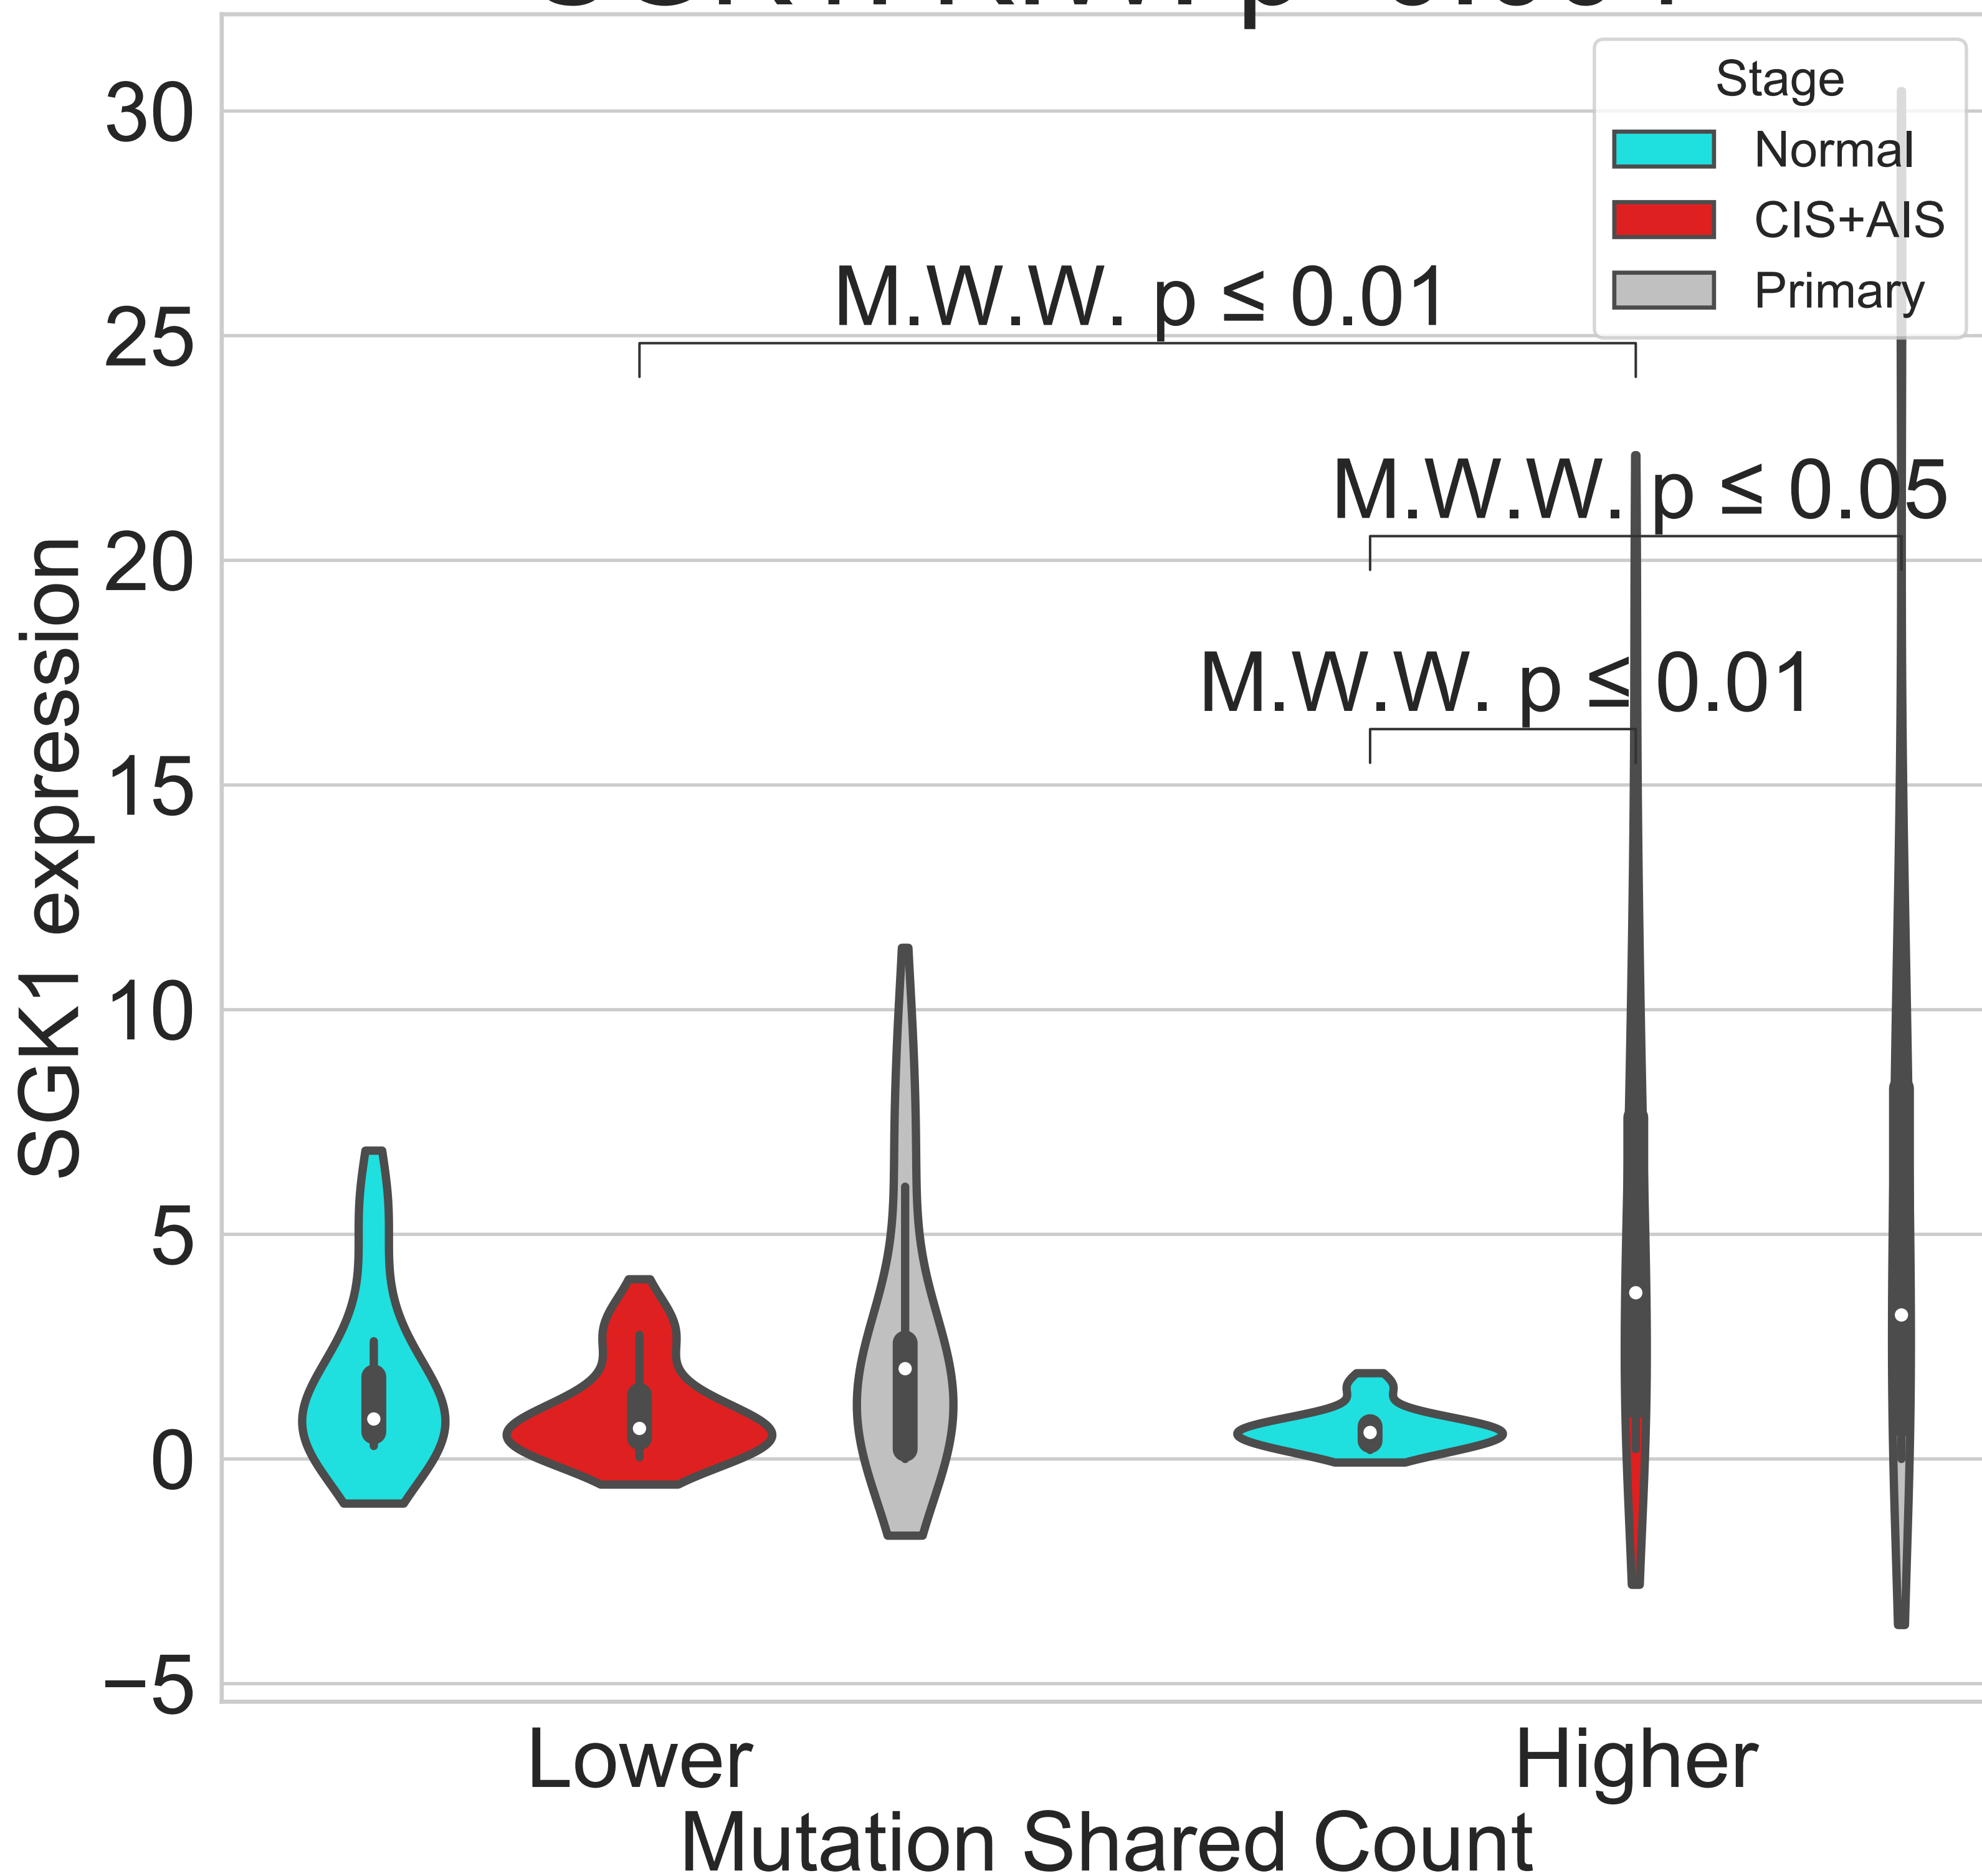 Stage
Normal
CIS+AIS
Primary
M.W.W. p ≤ 0.01
M.W.W. p ≤ 0.05
M.W.W. p ≤ 0.01
30
25
20
15
10
5
0
−5
SGK1 expression
Lower
Higher
Mutation Shared Count